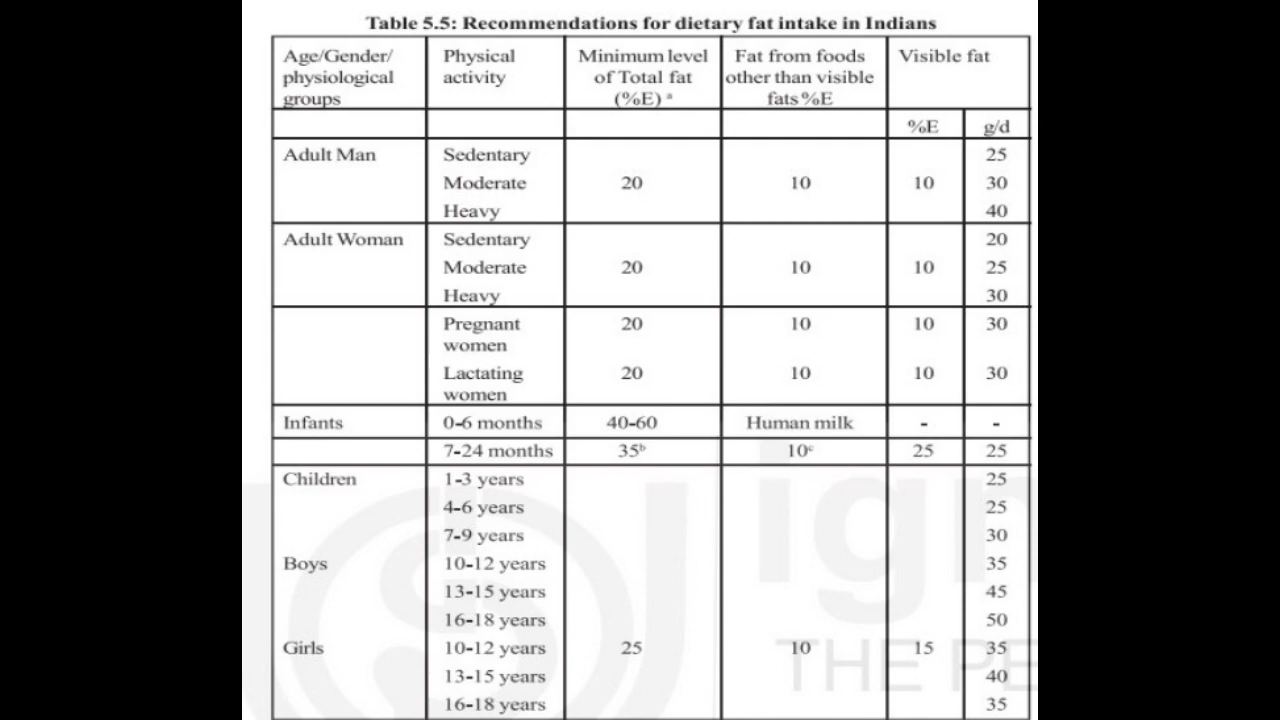 Table 5.5: Recommendations for dietary fat intake in Indians
Age/Gender/ Physical Minimum level Fat from foods Visible fat
physiological activity of Total fat other than visible
groups (%E) ᵃ fats %E
%E g/d
Adult Man Sedentary 25
Moderate 20 10 10 30
Heavy 40
Adult Woman Sedentary 20
Moderate 20 10 10 25
Heavy 30
Pregnant 20 10 10 30
women
Lactating 20 10 10 30
women
Infants 0-6 months 40-60 Human milk - -
7-24 months 35ᵇ 10ᶜ 25 25
Children 1-3 years 25
4-6 years 25
7-9 years 30
Boys 10-12 years 35
13-15 years 45
16-18 years 50
Girls 10-12 years 25 10 15 35
13-15 years 40
16-18 years 35
ign
THE PE